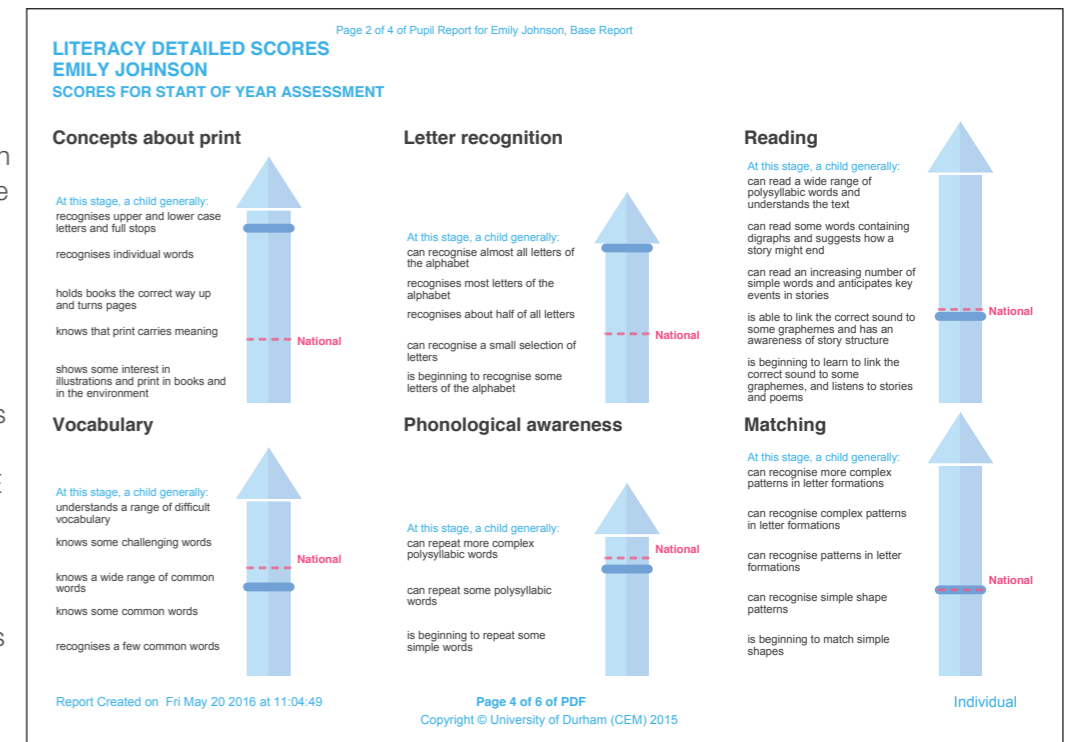 Page 2 of 4 of Pupil Report for Emily Johnson, Base Report
LITERACY DETAILED SCORES
EMILY JOHNSON
SCORES FOR START OF YEAR ASSESSMENT
Concepts about print
At this stage, a child generally:
recognises upper and lower case
letters and full stops
recognises individual words
holds books the correct way up
and turns pages
knows that print carries meaning
National
shows some interest in
illustrations and print in books and
in the environment
Letter recognition
At this stage, a child generally:
can recognise almost all letters of
the alphabet
recognises most letters of the
alphabet
recognises about half of all letters
National
can recognise a small selection of
letters
is beginning to recognise some
letters of the alphabet
Reading
At this stage, a child generally:
can read a wide range of
polysyllabic words and
understands the text
can read some words containing
digraphs and suggests how a
story might end
can read an increasing number of
simple words and anticipates key
events in stories
National
is able to link the correct sound to
some graphemes and has an
awareness of story structure
is beginning to learn to link the
correct sound to some
graphemes, and listens to stories
and poems
Vocabulary
At this stage, a child generally:
understands a range of difficult
vocabulary
knows some challenging words
National
knows a wide range of common
words
knows some common words
recognises a few common words
Phonological awareness
At this stage, a child generally:
can repeat more complex
polysyllabic words
National
can repeat some polysyllabic
words
is beginning to repeat some
simple words
Matching
At this stage, a child generally:
can recognise more complex
patterns in letter formations
can recognise complex patterns
in letter formations
can recognise patterns in letter
formations
National
can recognise simple shape
patterns
is beginning to match simple
shapes
Report Created on Fri May 20 2016 at 11:04:49
Page 4 of 6 of PDF
Copyright © University of Durham (CEM) 2015
Individual